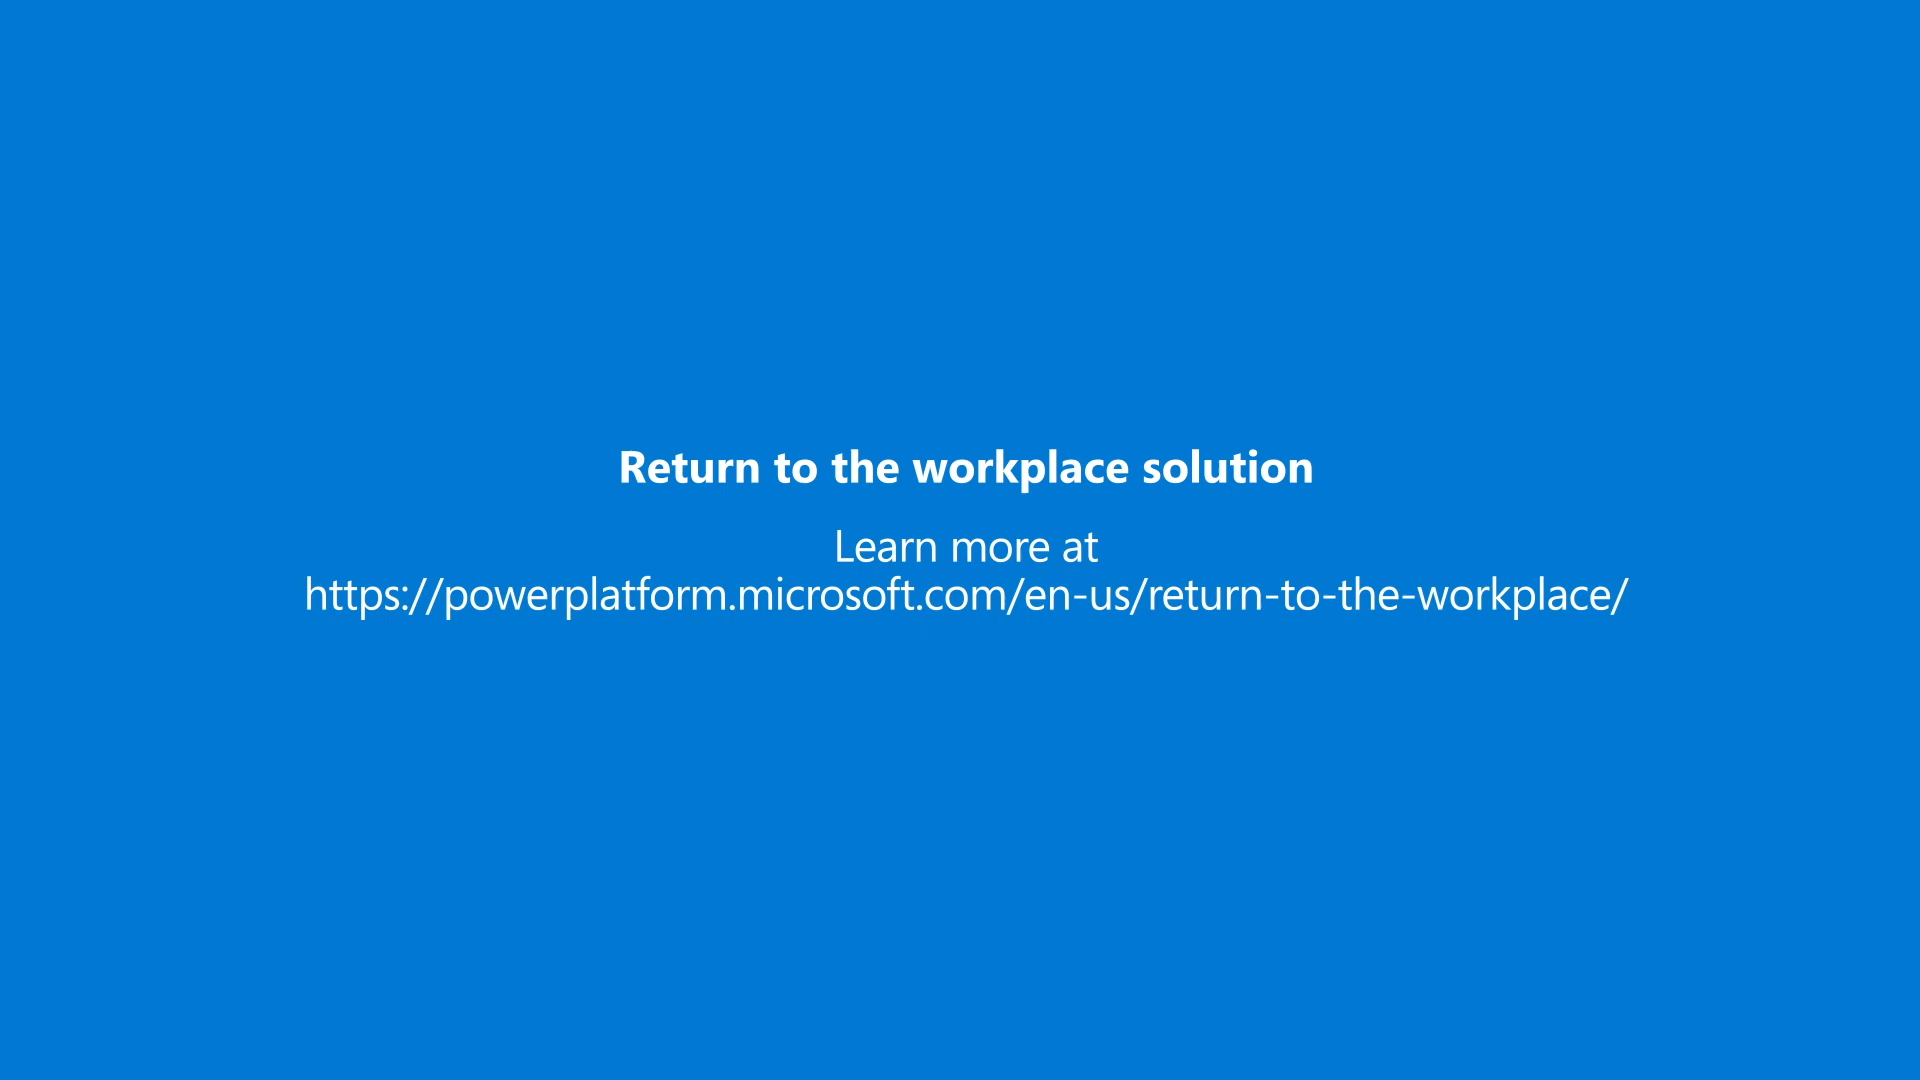 Return to the workplace solution
Learn more at
https://powerplatform.microsoft.com/en-us/return-to-the-workplace/